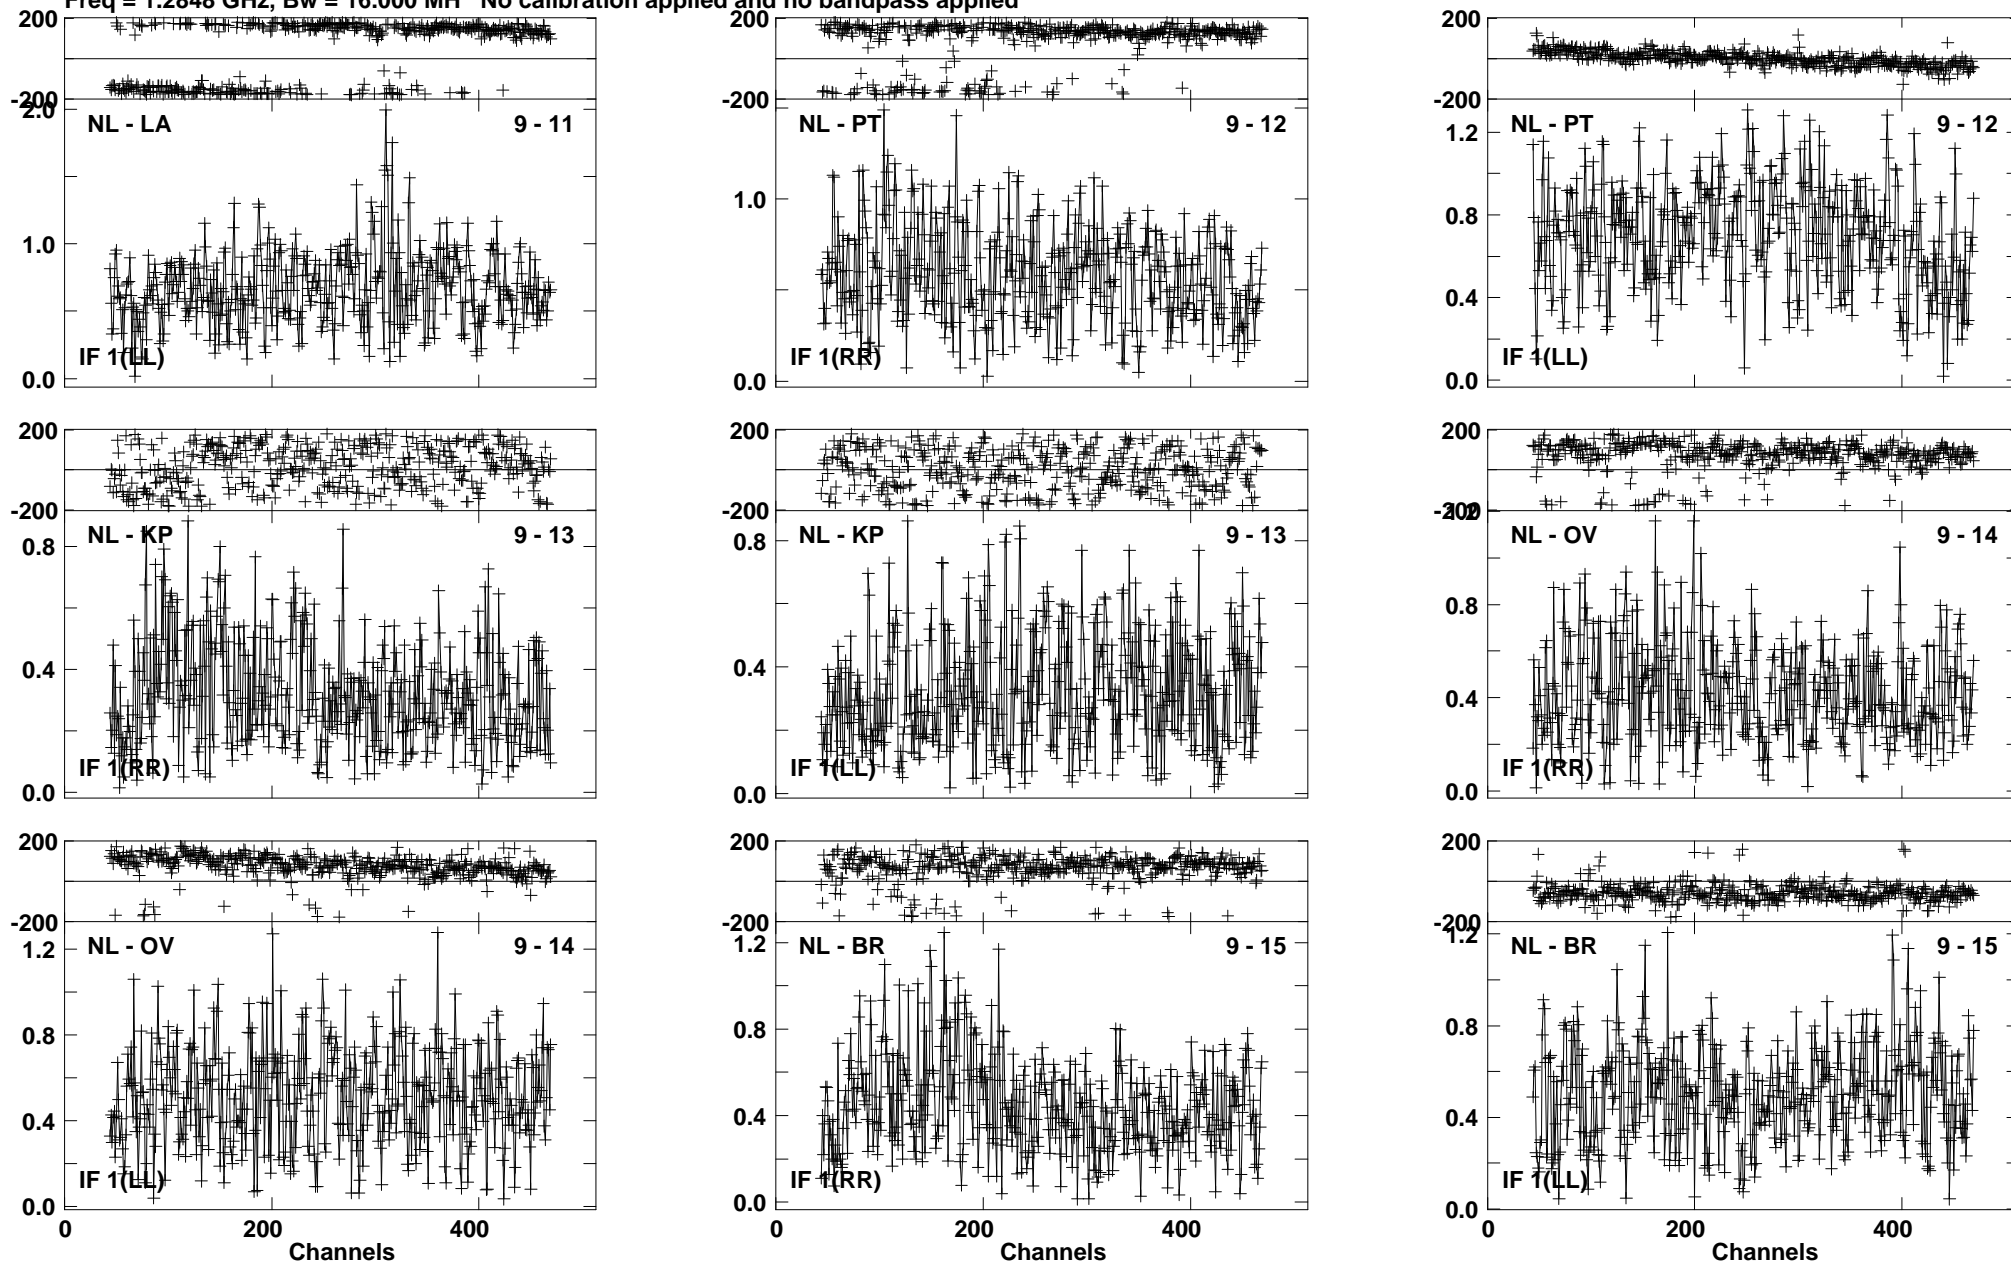 Freq = 1.2848 GHz, Bw = 16.000 MH No calibration applied and no bandpass applied
200
-200
2.0
1.0
0.0
NL - LA
9 - 11
IF 1(LL)
200
-200
1.0
0.0
NL - PT
9 - 12
IF 1(RR)
200
-200
1.2
0.8
0.4
0.0
NL - PT
9 - 12
IF 1(LL)
200
-200
0.8
0.4
0.0
NL - KP
9 - 13
IF 1(RR)
200
-200
0.8
0.4
0.0
NL - KP
9 - 13
IF 1(LL)
200
-200
1.2
0.8
0.4
0.0
NL - OV
9 - 14
IF 1(RR)
200
-200
1.2
0.8
0.4
0.0
NL - OV
9 - 14
IF 1(LL)
0
200
400
Channels
200
-200
1.2
0.8
0.4
0.0
NL - BR
9 - 15
IF 1(RR)
0
200
400
Channels
200
-200
1.2
0.8
0.4
0.0
NL - BR
9 - 15
IF 1(LL)
0
200
400
Channels